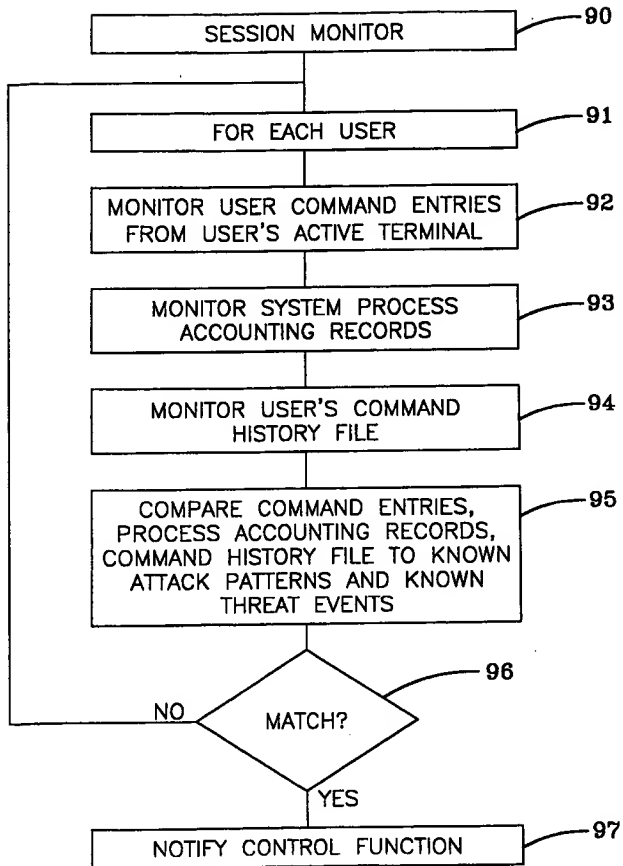 SESSION MONITOR
90
FOR EACH USER
91
MONITOR USER COMMAND ENTRIES
FROM USER'S ACTIVE TERMINAL
92
MONITOR SYSTEM PROCESS
ACCOUNTING RECORDS
93
MONITOR USER'S COMMAND
HISTORY FILE
94
COMPARE COMMAND ENTRIES,
PROCESS ACCOUNTING RECORDS,
COMMAND HISTORY FILE TO KNOWN
ATTACK PATTERNS AND KNOWN
THREAT EVENTS
95
MATCH?
96
NO
YES
NOTIFY CONTROL FUNCTION
97